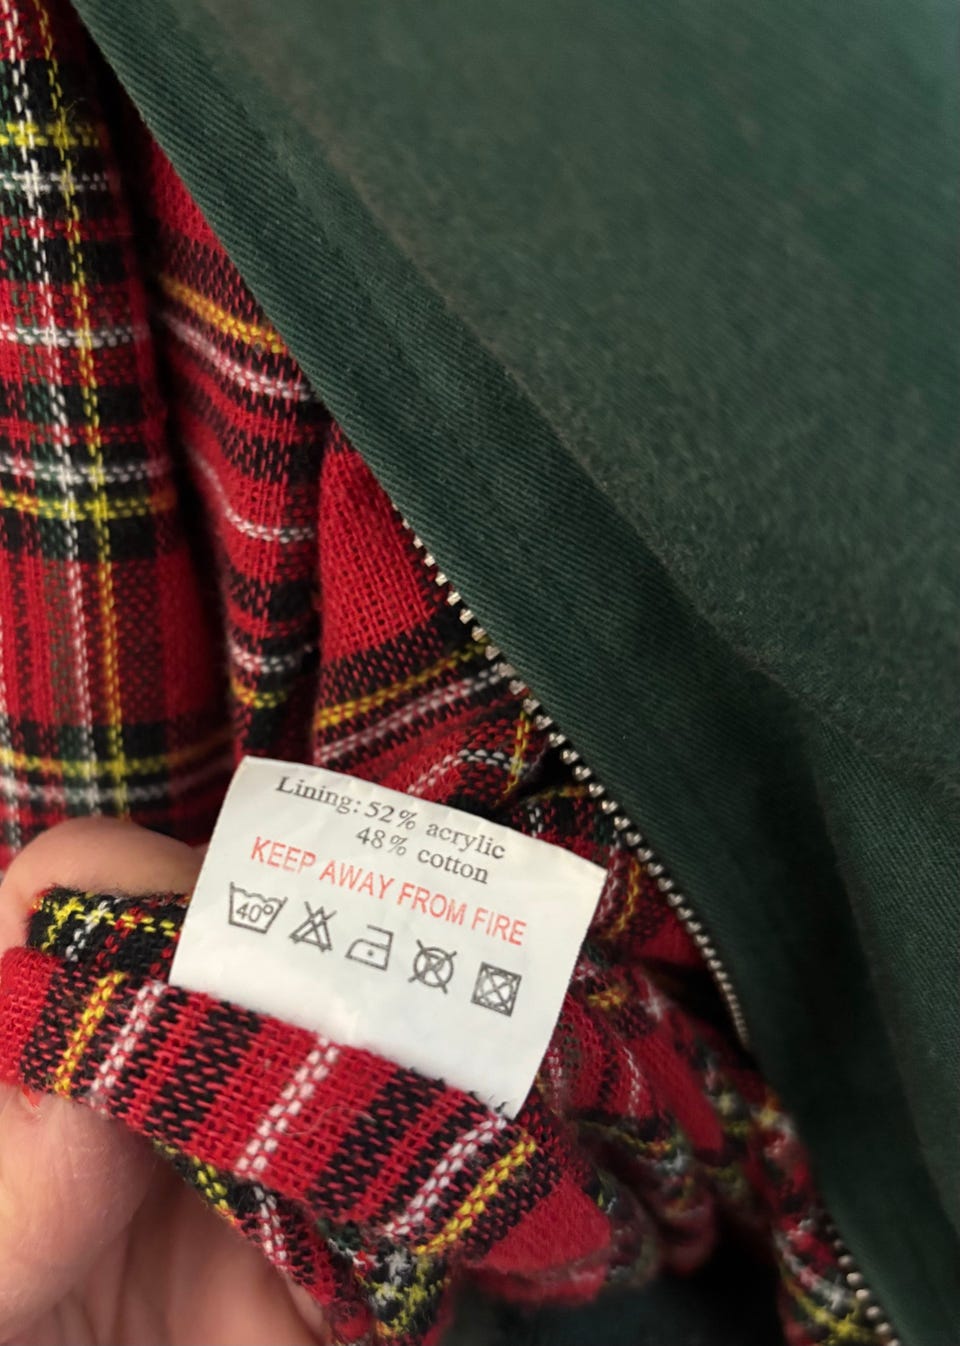 Lining: 52% acrylic
48% cotton
KEEP AWAY FROM FIRE
40°